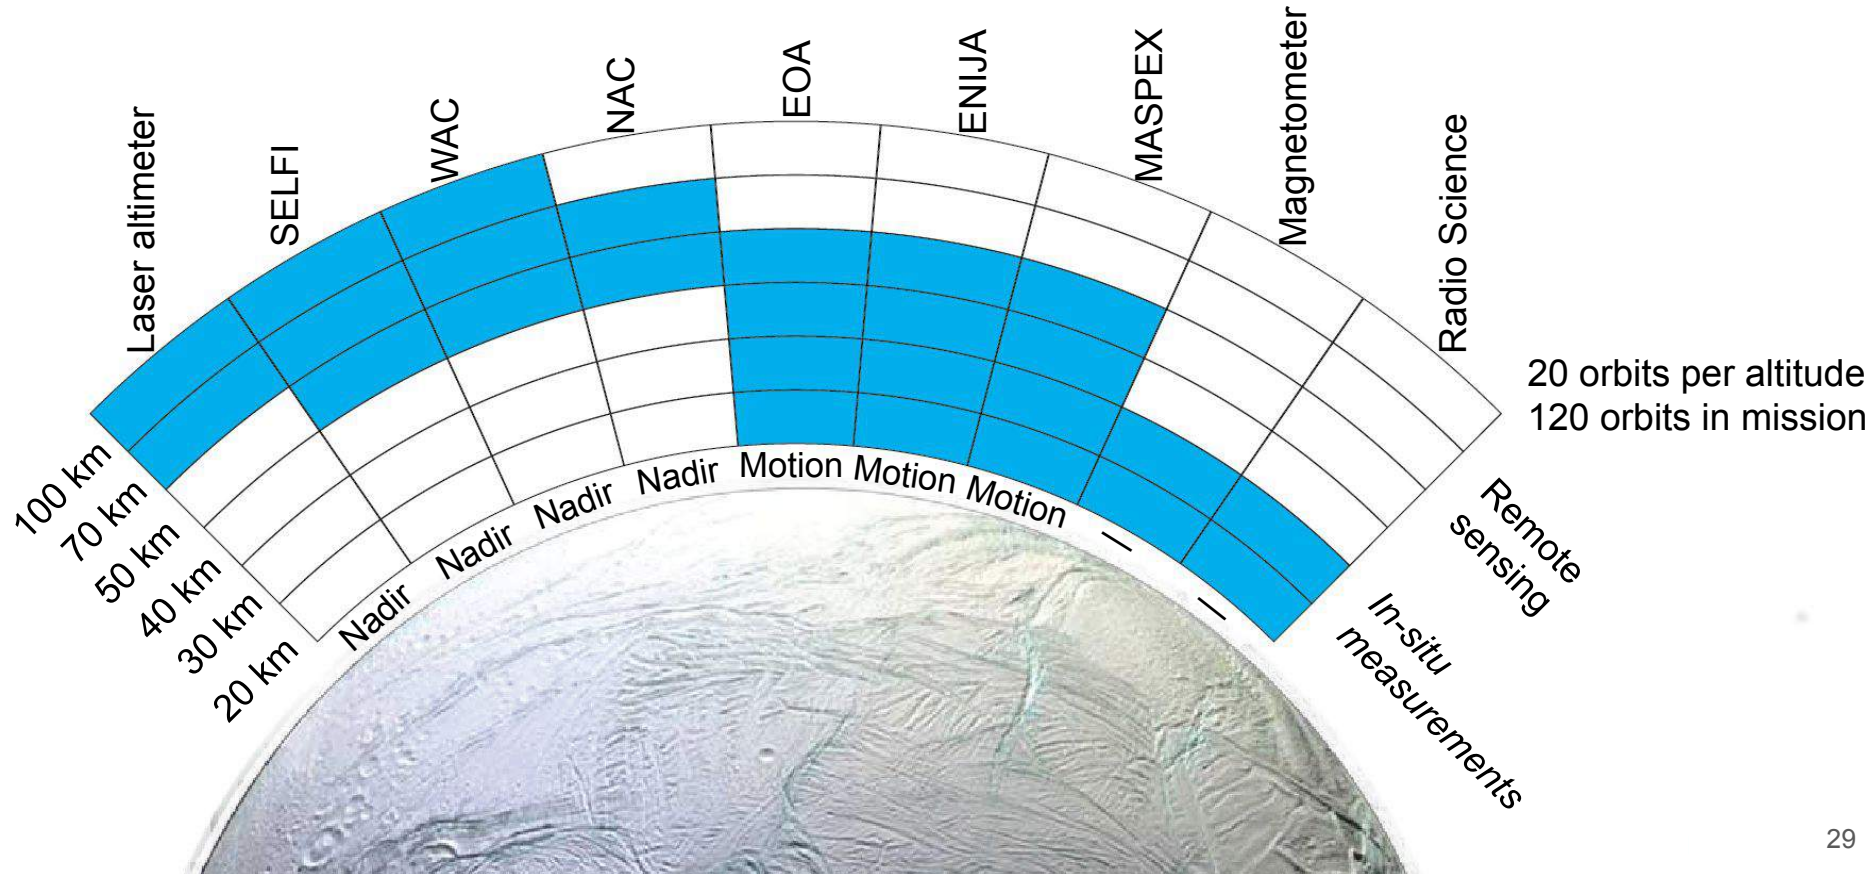 Laser altimeter
SELFI
WAC
NAC
EOA
ENIJA
MASPEX
Magnetometer
Radio Science
20 orbits per altitude
120 orbits in mission
100 km
70 km
50 km
40 km
30 km
20 km
Nadir
Nadir
Nadir
Nadir
Motion
Motion
Motion
—
—
Remote
sensing
In-situ
measurements
29